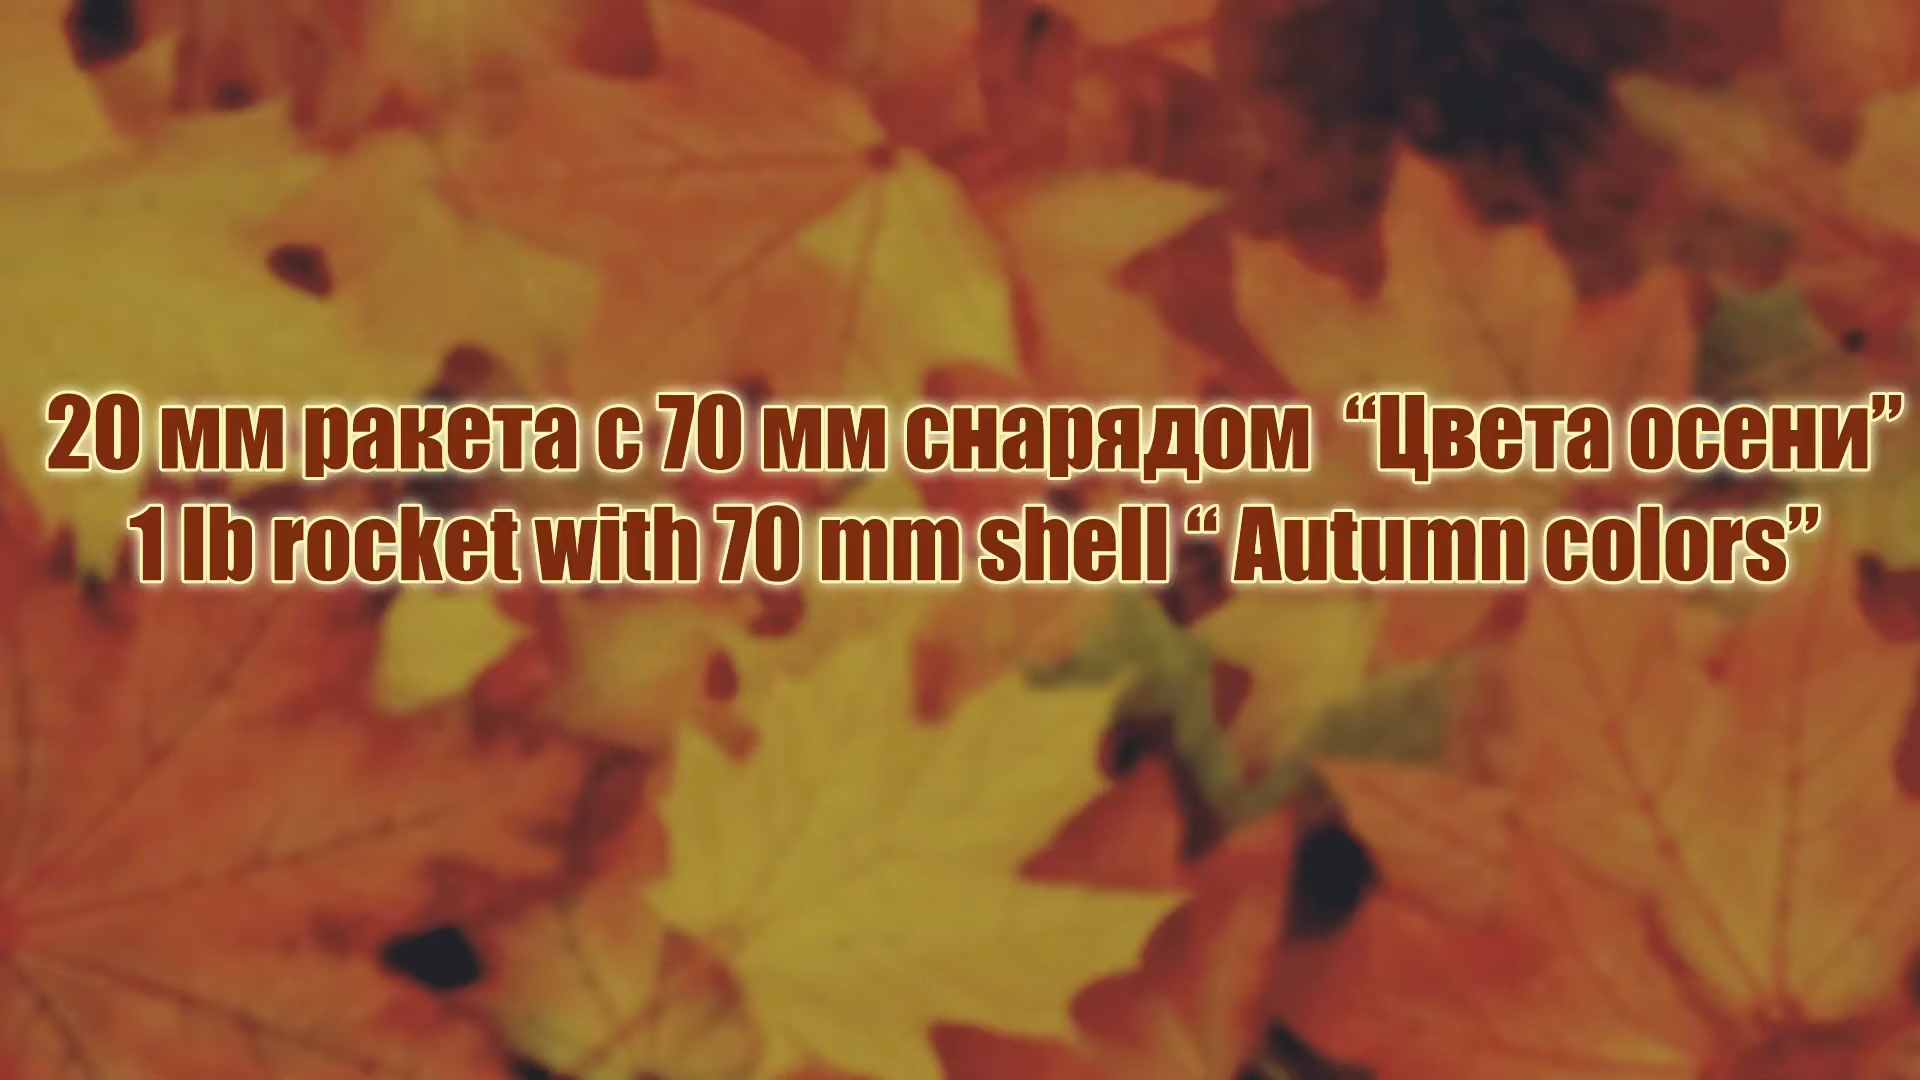 20 мм ракета с 70 мм снарядом “Цвета осени”
1 lb rocket with 70 mm shell “ Autumn colors”